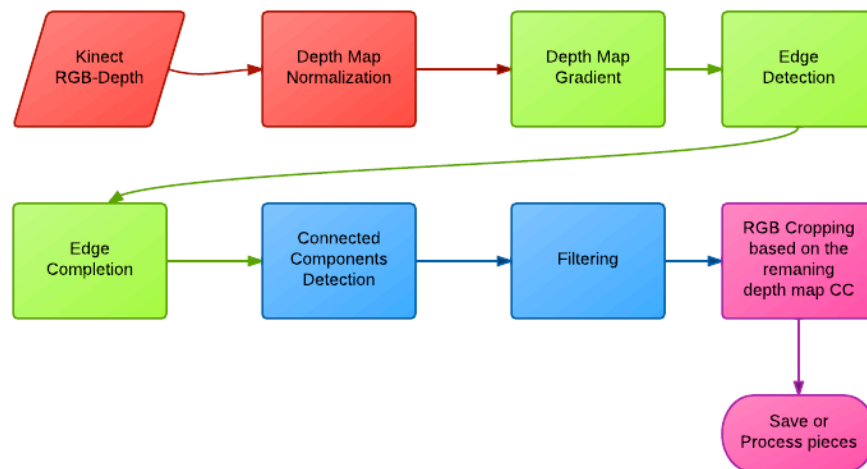 Kinect
RGB-Depth
Depth Map
Normalization
Depth Map
Gradient
Edge
Detection
Edge
Completion
Connected
Components
Detection
Filtering
RGB Cropping
based on the
remaning
depth map CC
Save or
Process pieces